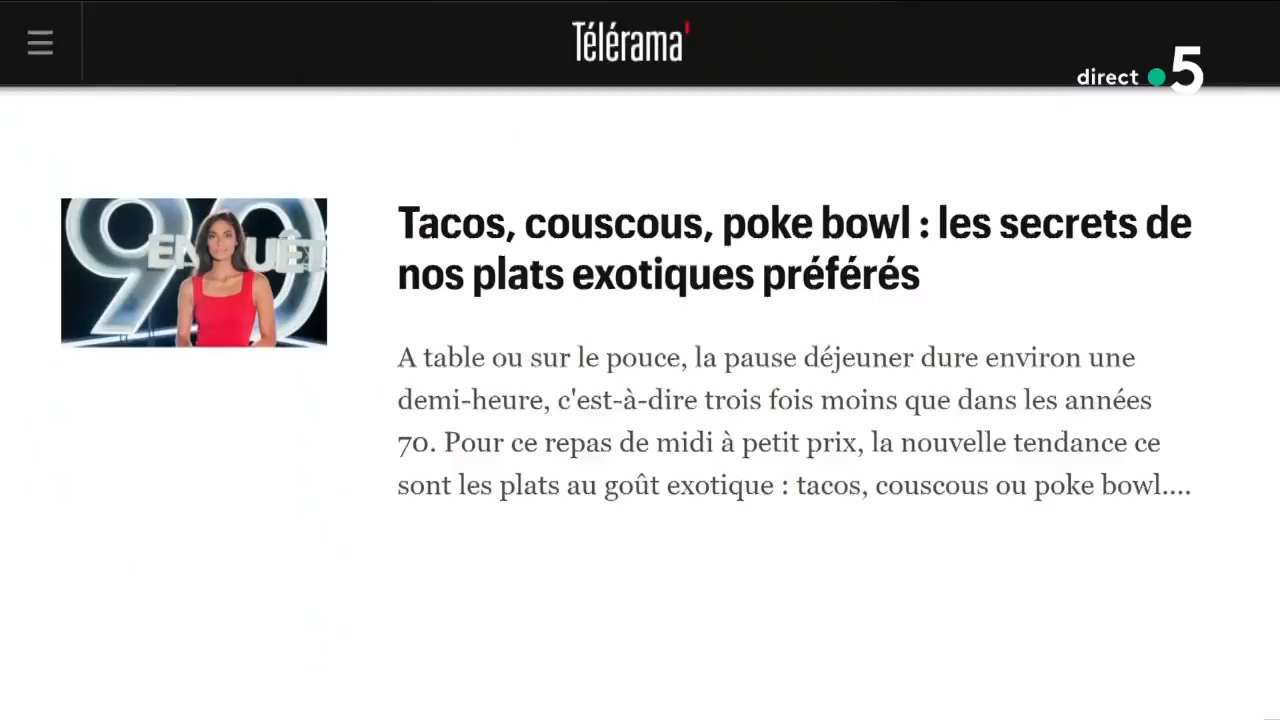 Télérama'
direct 5
90
ENQUÊT
Tacos, couscous, poke bowl : les secrets de
nos plats exotiques préférés
A table ou sur le pouce, la pause déjeuner dure environ une
demi-heure, c'est-à-dire trois fois moins que dans les années
70. Pour ce repas de midi à petit prix, la nouvelle tendance ce
sont les plats au goût exotique : tacos, couscous ou poke bowl....